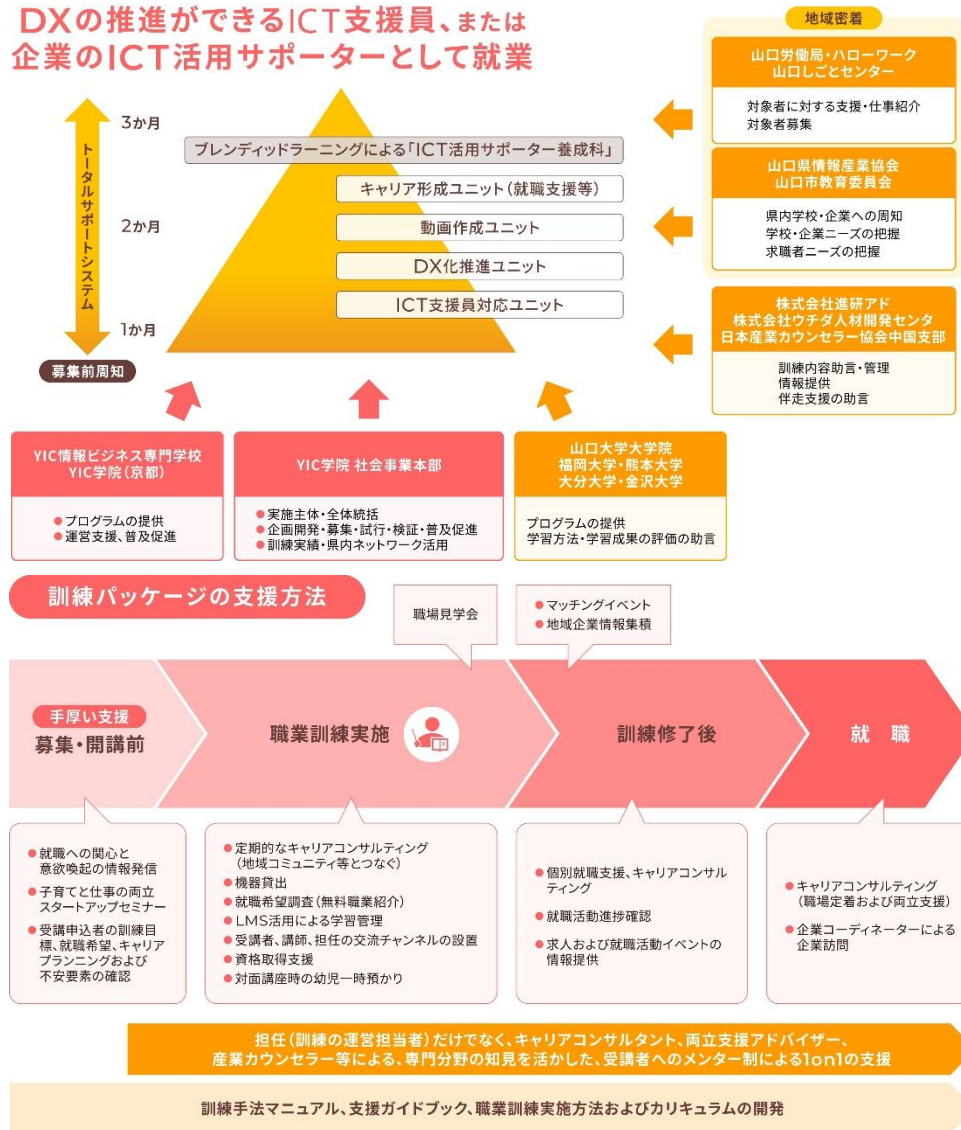 DXの推進ができるICT支援員、または
企業のICT活用サポーターとして就業
地域密着
山口労働局・ハローワーク
山口しごとセンター
対象者に対する支援・仕事紹介
対象者募集
山口県情報産業協会
山口市教育委員会
県内学校・企業への周知
学校・企業ニーズの把握
求職者ニーズの把握
株式会社進研アド
株式会社ウチダ人材開発センタ
日本産業カウンセラー協会中国支部
訓練内容助言・管理
情報提供
伴走支援の助言
トータルサポートシステム
3か月
2か月
1か月
募集前周知
ブレンディッドラーニングによる「ICT活用サポーター養成科」
キャリア形成ユニット(就職支援等)
動画作成ユニット
DX化推進ユニット
ICT支援員対応ユニット
YIC情報ビジネス専門学校
YIC学院(京都)
●プログラムの提供
●運営支援、普及促進
YIC学院 社会事業本部
●実施主体・全体統括
●企画開発・募集・試行・検証・普及促進
●訓練実績・県内ネットワーク活用
山口大学大学院
福岡大学・熊本大学
大分大学・金沢大学
プログラムの提供
学習方法・学習成果の評価の助言
訓練パッケージの支援方法
職場見学会
●マッチングイベント
●地域企業情報集積
手厚い支援
募集・開講前
職業訓練実施
訓練修了後
就 職
●就職への関心と
意欲喚起の情報発信
●子育てと仕事の両立
スタートアップセミナー
●受講申込者の訓練目
標、就職希望、キャリア
プランニングおよび
不安要素の確認
●定期的なキャリアコンサルティング
(地域コミュニティ等とつなぐ)
●機器貸出
●就職希望調査(無料職業紹介)
●LMS活用による学習管理
●受講者、講師、担任の交流チャンネルの設置
●資格取得支援
●対面講座時の幼児一時預かり
●個別就職支援、キャリアコンサル
ティング
●就職活動進捗確認
●求人および就職活動イベントの
情報提供
●キャリアコンサルティング
(職場定着および両立支援)
●企業コーディネーターによる
企業訪問
担任(訓練の運営担当者)だけでなく、キャリアコンサルタント、両立支援アドバイザー、
産業カウンセラー等による、専門分野の知見を活かした、受講者へのメンター制による1on1の支援
訓練手法マニュアル、支援ガイドブック、職業訓練実施方法およびカリキュラムの開発